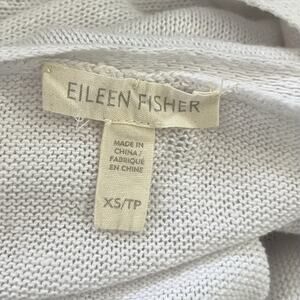 EILEEN FISHER
MADE IN
CHINA/
FABRIQUÉ
EN CHINE
XS/TP